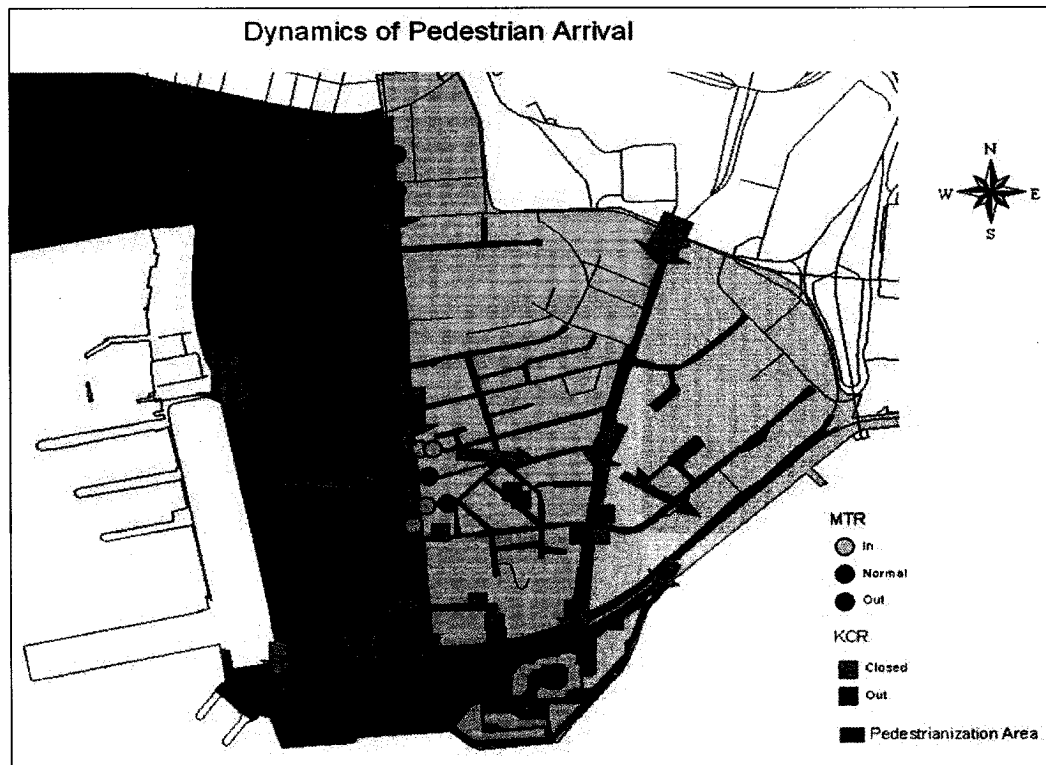 Dynamics of Pedestrian Arrival
N
W E
S
MTR
In
Normal
Out
KCR
Closed
Out
Pedestrianization Area